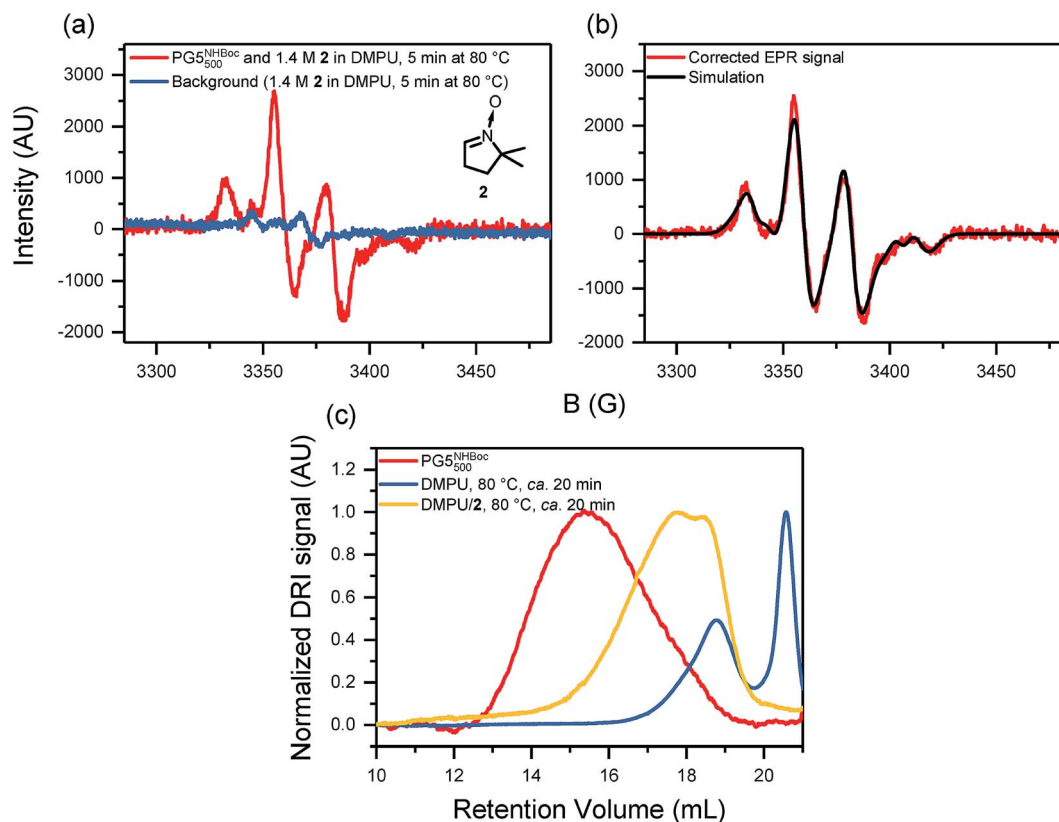 (a)
PG5₅₀₀ᴺᴴᴮᵒᶜ and 1.4 M 2 in DMPU, 5 min at 80 °C
Background (1.4 M 2 in DMPU, 5 min at 80 °C)
O
N
2
3000
2000
1000
0
-1000
-2000
Intensity (AU)
3300
3350
3400
3450
(b)
Corrected EPR signal
Simulation
3000
2000
1000
0
-1000
-2000
3300
3350
3400
3450
B (G)
(c)
PG5₅₀₀ᴺᴴᴮᵒᶜ
DMPU, 80 °C, ca. 20 min
DMPU/2, 80 °C, ca. 20 min
1.2
1.0
0.8
0.6
0.4
0.2
0.0
Normalized DRI signal (AU)
10
12
14
16
18
20
Retention Volume (mL)